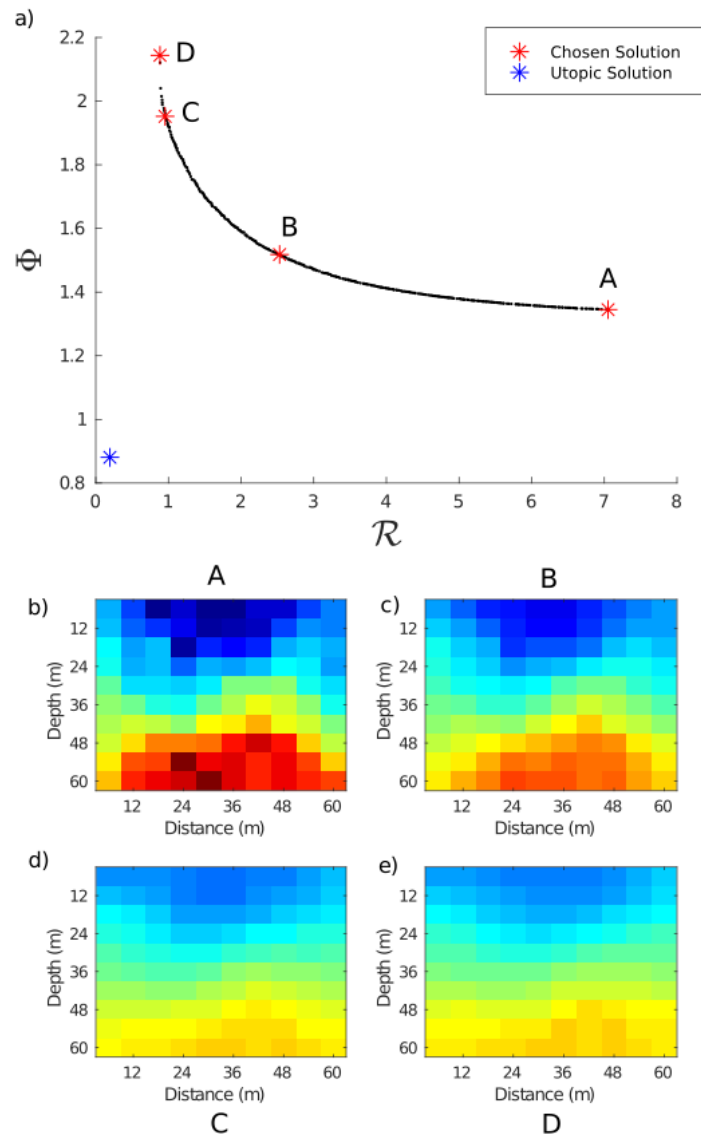 a)
2.2
2
1.8
1.6
1.4
1.2
1
0.8
Φ
D
C
B
A
Chosen Solution
Utopic Solution
0 1 2 3 4 5 6 7 8
ℛ
A B
b) c)
Depth (m) 12 24 36 48 60
12 24 36 48 60
Distance (m)
Depth (m) 12 24 36 48 60
12 24 36 48 60
Distance (m)
d) e)
Depth (m) 12 24 36 48 60
12 24 36 48 60
Distance (m)
Depth (m) 12 24 36 48 60
12 24 36 48 60
Distance (m)
C D